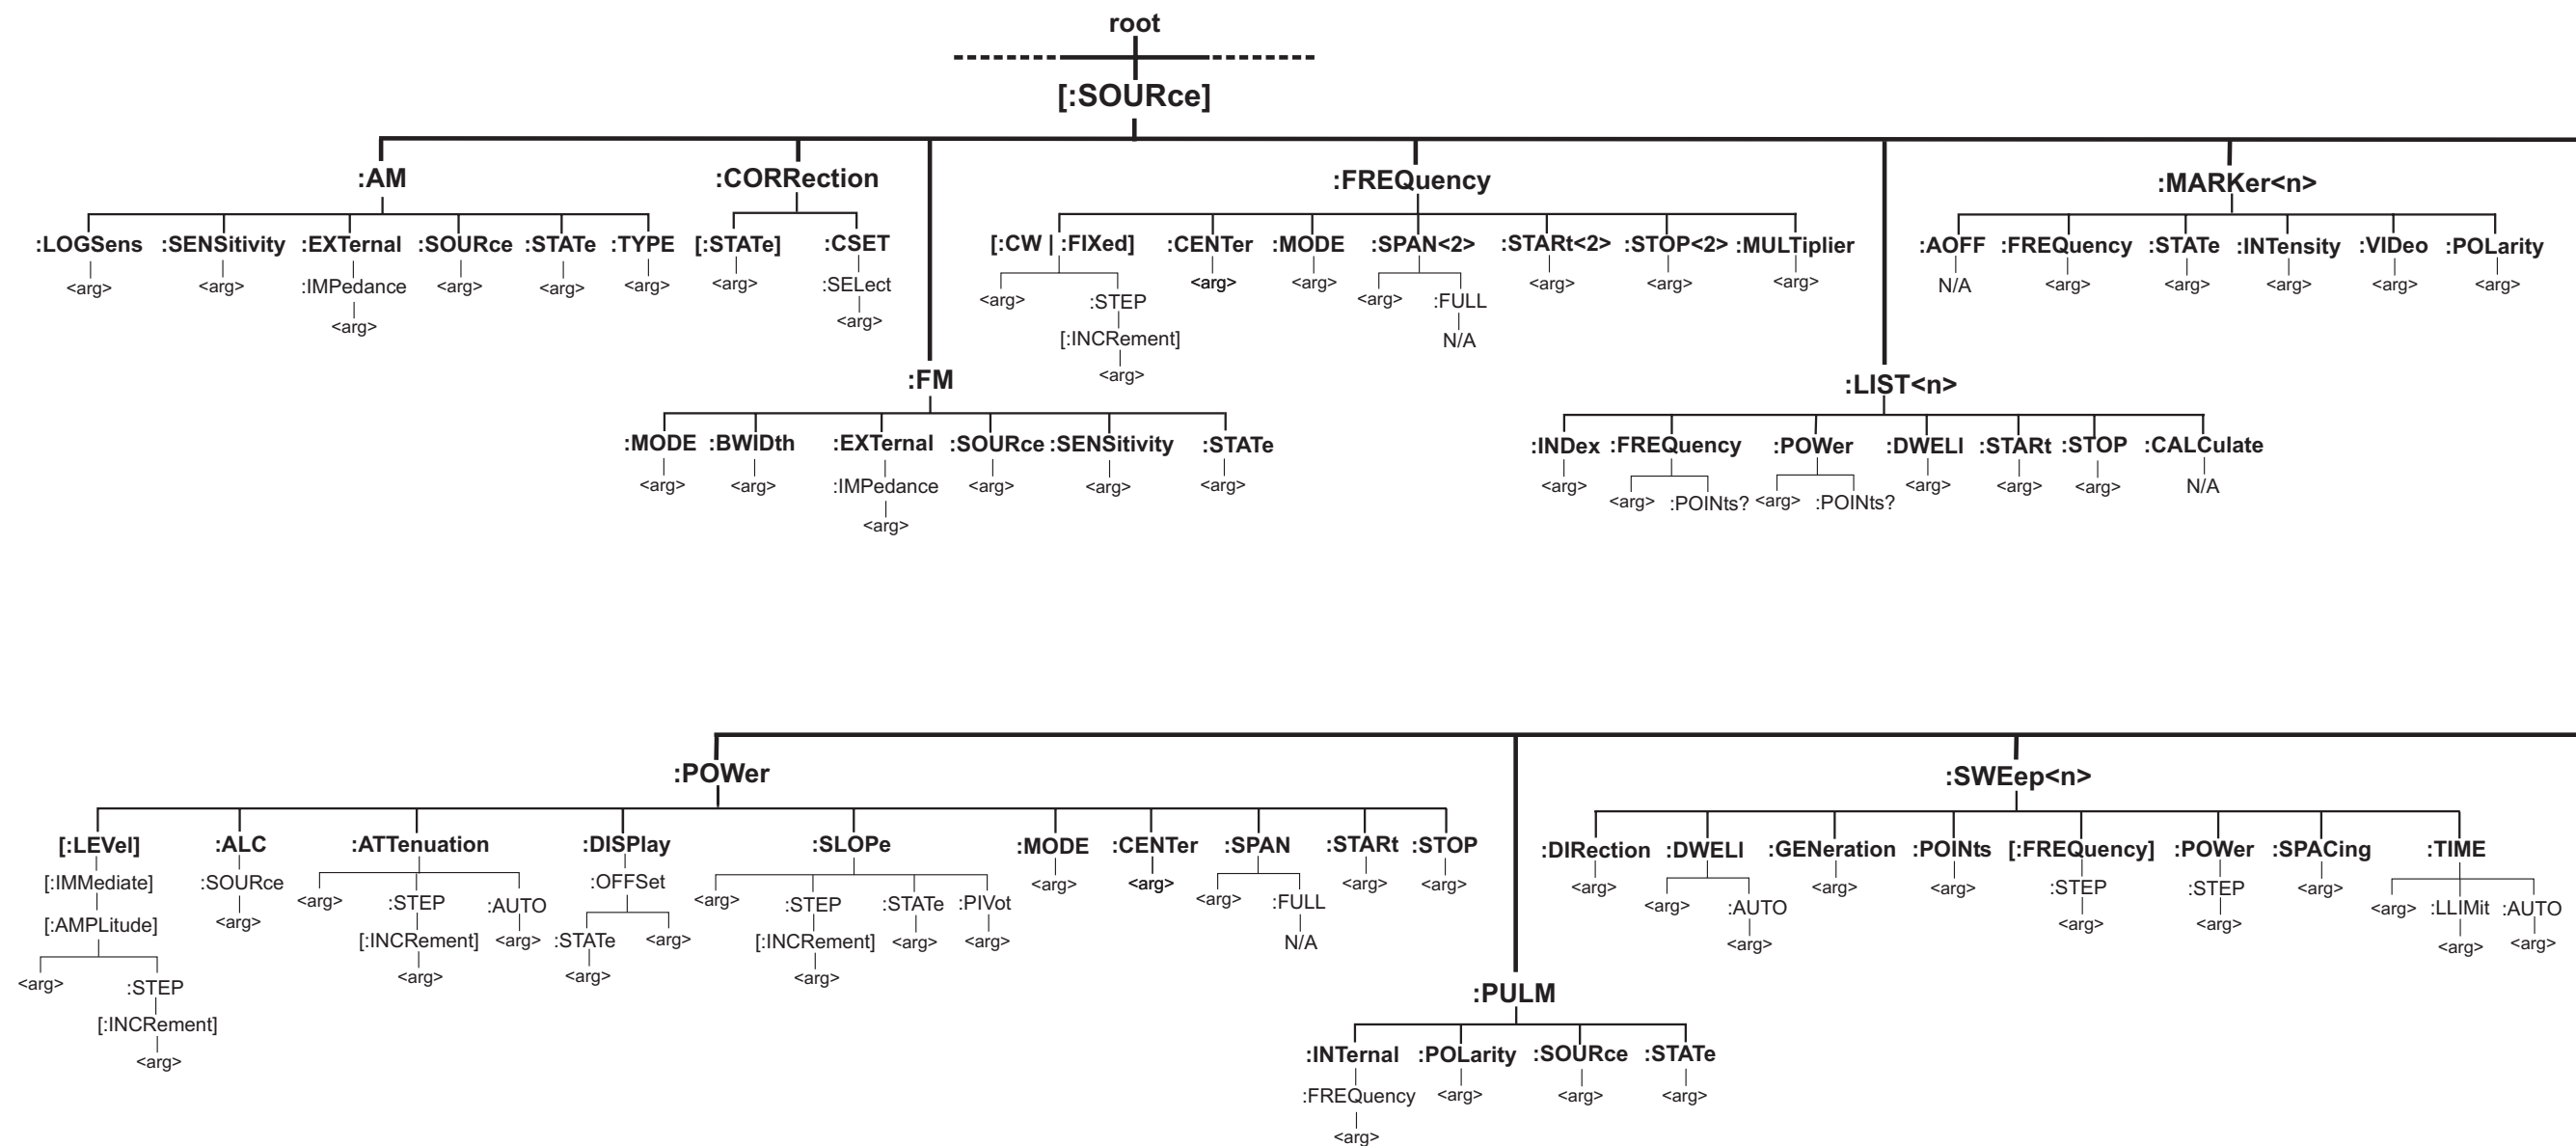 root
[:SOURce]
:AM :CORRection :FREQuency :MARKer<n>
:LOGSens :SENSitivity :EXTernal :SOURce :STATe :TYPE [:STATe] :CSET [:CW | :FIXed] :CENTer :MODE :SPAN<2> :STARt<2> :STOP<2> :MULTiplier :AOFF :FREQuency :STATe :INTensity :VIDeo :POLarity
<arg> <arg> :IMPedance <arg> <arg> <arg> <arg> :SELect <arg> :STEP <arg> <arg> <arg> :FULL <arg> <arg> <arg> N/A <arg> <arg> <arg> <arg> <arg>
<arg> <arg> [:INCRement] N/A
<arg>
:FM :LIST<n>
:MODE :BWIDth :EXTernal :SOURce :SENSitivity :STATe :INDex :FREQuency :POWer :DWELl :STARt :STOP :CALCulate
<arg> <arg> :IMPedance <arg> <arg> <arg> <arg> <arg> :POINts? <arg> :POINts? <arg> <arg> <arg> N/A
<arg>
:POWer :SWEep<n>
[:LEVel] :ALC :ATTenuation :DISPlay :SLOPe :MODE :CENTer :SPAN :STARt :STOP :DIRection :DWELl :GENeration :POINts [:FREQuency] :POWer :SPACing :TIME
[:IMMediate] :SOURce <arg> :STEP :AUTO :OFFSet <arg> :STEP :STATe :PIVot <arg> <arg> <arg> :FULL <arg> <arg> <arg> <arg> :AUTO <arg> <arg> :STEP :STEP <arg> <arg> :LLIMit :AUTO
[:AMPLitude] <arg> [:INCRement] <arg> :STATe <arg> [:INCRement] <arg> <arg> N/A <arg> <arg> <arg> <arg> <arg>
<arg> :STEP <arg> <arg> <arg>
[:INCRement]
<arg>
:PULM
:INTernal :POLarity :SOURce :STATe
:FREQuency <arg> <arg> <arg>
<arg>